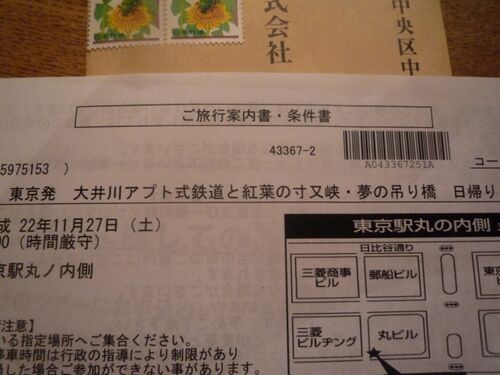 中央区中
式会社
ご旅行案内書・条件書
43367-2
A043367251A
5975153 )
コー
東京発 大井川アプト式鉄道と紅葉の寸又峡・夢の吊り橋 日帰り
成 22年11月27日 (土)
00 (時間厳守)
京駅丸ノ内側
注意】
いる指定場所へご集合ください。
停車時間は行政の指導により制限があり
した場合ご参加ができない事があります。
東京駅丸の内側
日比谷通り
三菱商事
ビル
郵船ビル
三菱
ビルヂング
丸ビル